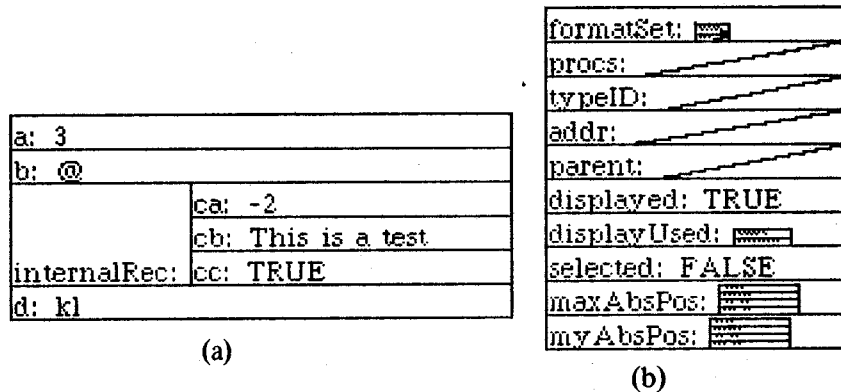 a: 3
b: @
internalRec:
ca: -2
cb: This is a test
cc: TRUE
d: kl
(a)
formatSet:
procs:
typeID:
addr:
parent:
displayed: TRUE
displayUsed:
selected: FALSE
maxAbsPos:
myAbsPos:
(b)